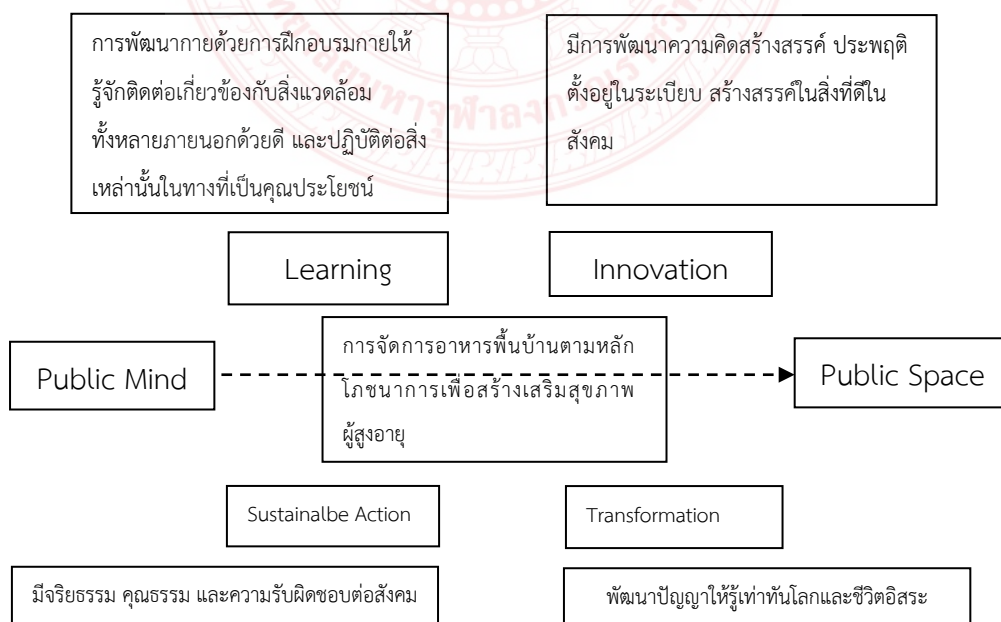 การพัฒนากายด้วยการฝึกอบรมกายให้
รู้จักติดต่อเกี่ยวข้องกับสิ่งแวดล้อม
ทั้งหลายภายนอกด้วยดี และปฏิบัติต่อสิ่ง
เหล่านั้นในทางที่เป็นคุณประโยชน์
มีการพัฒนาความคิดสร้างสรรค์ ประพฤติ
ตั้งอยู่ในระเบียบ สร้างสรรค์ในสิ่งที่ดีใน
สังคม
Learning
Innovation
Public Mind
การจัดการอาหารพื้นบ้านตามหลัก
โภชนาการเพื่อสร้างเสริมสุขภาพ
ผู้สูงอายุ
Public Space
Sustainalbe Action
Transformation
มีจริยธรรม คุณธรรม และความรับผิดชอบต่อสังคม
พัฒนาปัญญาให้รู้เท่าทันโลกและชีวิตอิสระ